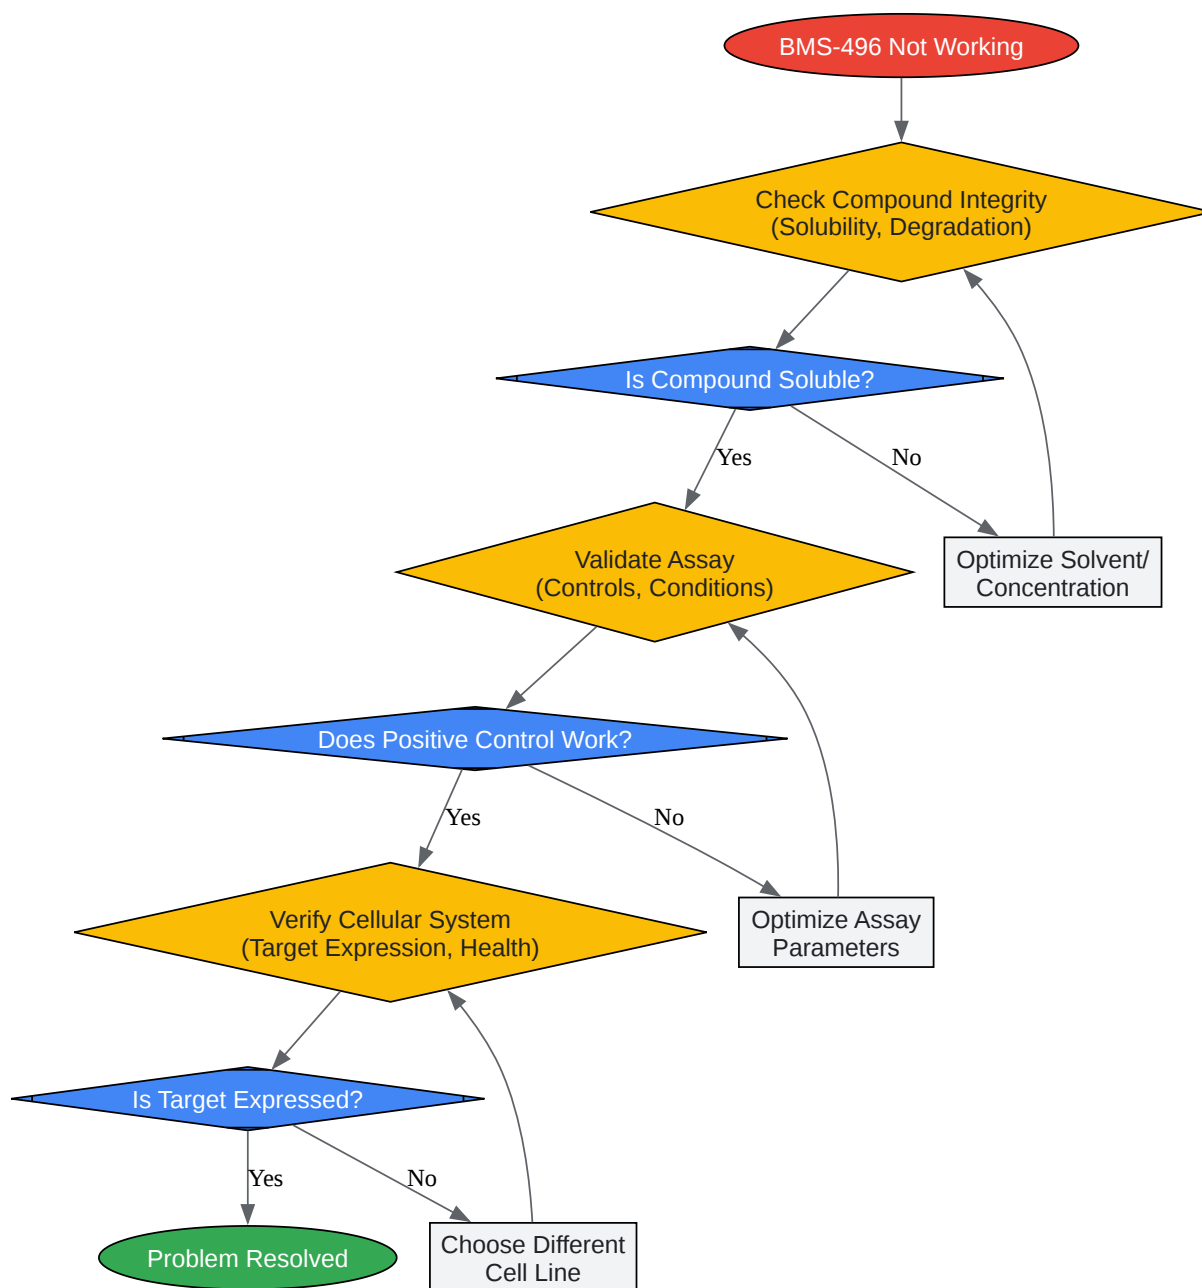 BMS-496 Not Working
Check Compound Integrity
(Solubility, Degradation)
Is Compound Soluble?
Yes
No
Optimize Solvent/
Concentration
Validate Assay
(Controls, Conditions)
Does Positive Control Work?
Yes
No
Optimize Assay
Parameters
Verify Cellular System
(Target Expression, Health)
Is Target Expressed?
Yes
No
Problem Resolved
Choose Different
Cell Line